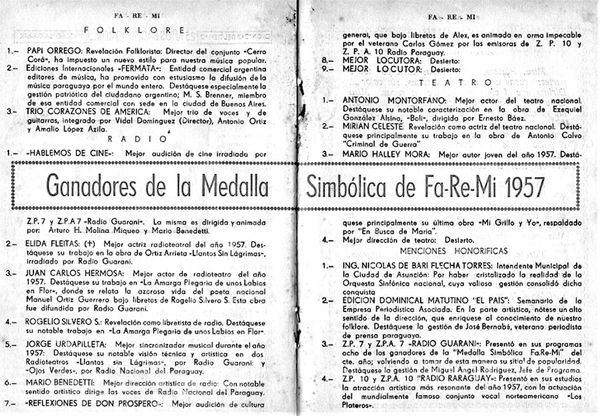 FA - RE - MI
FOLKLORE
1.— PAPI ORREGO: Revelación Folklorista: Director del conjunto "Cerro
Corá», ha impuesto un nuevo estilo para nuestra música popular.
2.— Ediciones Internacionales «FERMATA»: Entidad comercial argentina
editores de música, ha promovido con estusiasmo la difusión de la
música paraguaya por el mundo entero. Destáquese especialmente la
gestión patriótica del ciudadano argentino; M. S. Brenner, miembro
de esa entidad comercial con sede en la ciudad de Buenos Aires.
3.— TRIO CORAZONES DE AMERICA: Mejor trio de voces y de
guitarras, integrado por Vidal Domínguez (Director), Antonio Ortiz
y Amalio López Azila.
RADIO
1.— «HABLEMOS DE CINE»: Mejor audición de cine irradiado por
Ganadores de la Medalla
Z.P. 7 y Z.P.A 7 «Radio Guaraní». La misma es dirigida y animada
por: Arturo H. Molina Miqueo y Mario Benedetti.
2.— ELIDA FLEITAS: (+) Mejor actriz radioteatral del año 1957. Des-
táquese su trabajo en la obra de Ortiz Arrieta «Llantos Sin Lágrimas»,
irradiado por Radio Guaraní.
3.— JUAN CARLOS HERMOSA: Mejor actor de radioteatro del año
1957. Destáquese su trabajo en «La Amarga Plegaria de unos Labios
en Flor», donde se relata la azarosa vida del poeta nacional
Manuel Ortiz Guerrero bajo libretos de Rogelio Silvero S. Esta obra
fue difundida por Radio Guaraní.
4.— ROGELIO SILVERO S.: Revelación como libretista de radio. Destáquese
su notable trabajo en «La Amarga Plegaria de unos Labios en Flor».
5.— JORGE URDAPILLETA: Mejor sincronizador musical durante el año
1957: Destáquese su notable visión técnica y artística en dos
Radioteatros «Llantos sin Lágrimas», por Radio Guaraní y
«Ojos Verdes», por Radio Nacional del Paraguay.
6.— MARIO BENEDETTI: Mejor dirección artística de radio: Con notable
sentido artístico dirige las voces de Radio Nacional del Paraguay.
7.— «REFLEXIONES DE DON PROSPERO»: Mejor audición de cultura
FA - RE - MI
general, que bajo libretos de Alex, es animada en orma impecable
por el veterano Carlos Gómez por las emisoras de Z. P. 10 y
Z. P. A. 10 Radio Paraguay.
8.— MEJOR LOCUTORA: Desierto:
9.— MEJOR LOCUTOR: Desierto.
TEATRO
1.— ANTONIO MONTORFANO: Mejor actor del teatro nacional.
Destáquese su notable caracterización en la obra de Ezequiel
González Alsina, «Bolí», dirigida por Ernesto Báez.
2.— MIRIAN CELESTE: Revelación como actriz del teatro nacional. Destá-
quese principalmente su trabajo en la obra de Antonio Calvo
"Criminal de Guerra"
3.— MARIO HALLEY MORA: Mejor autor joven del año 1957. Destá-
Simbólica de Fa-Re-Mi 1957
quese principalmente su última obra «Mi Grillo y Yo», respaldado
por "En Busca de María".
4.— Mejor dirección de teatro: Desierto.
MENCIONES HONORIFICAS
1.— ING. NICOLAS DE BARI FLECHA TORRES: Intendente Municipal de
la Ciudad de Asunción: Por haber cristalizado la realidad de la
Orquesta Sinfónica nacional, cuya valiosa gestión consolidó dicha
conquista
2.— EDICION DOMINICAL MATUTINO "EL PAIS": Semanario de la
Empresa Periodística Asociada. En la parte artística, nótese un alto
sentido de la dirección, que enriquece al conocimiento de nuestro
folklore. Destáquese la gestión de José Bernabá, veterano periodista
de prensa paraguayo.
3.— Z.P. 7 y Z.P.A. 7 «RADIO GUARANI»: Presentó en sus programas
ocho de los ganadores de la "Medalla Simbólica Fa.Re-Mi" del
cte. año; volviendo a tomar de esta manera su sitial de popularidad.
Destáquese la gestión de Miguel Angel Rodríguez, Jefe de Programa.
4.— Z.P. 10 y Z.P.A. 10 "RADIO RARAGUAY»: Presentó en sus estudios
la atracción artística más resonante del año 1957, con la actuación
del mundialmente famoso conjunto vocal norteamericano «Los
Plateros».